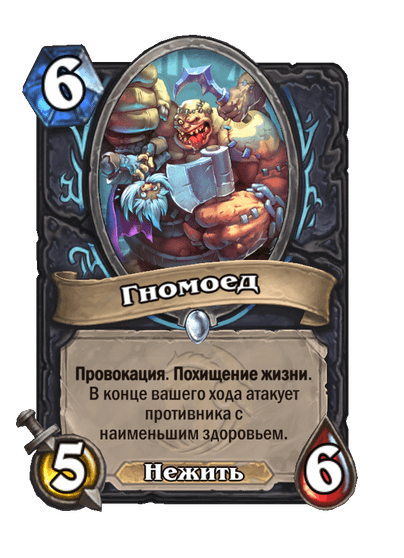 6
Гномоед
Провокация. Похищение жизни.
В конце вашего хода атакует
противника с
наименьшим здоровьем.
5
Нежить
6